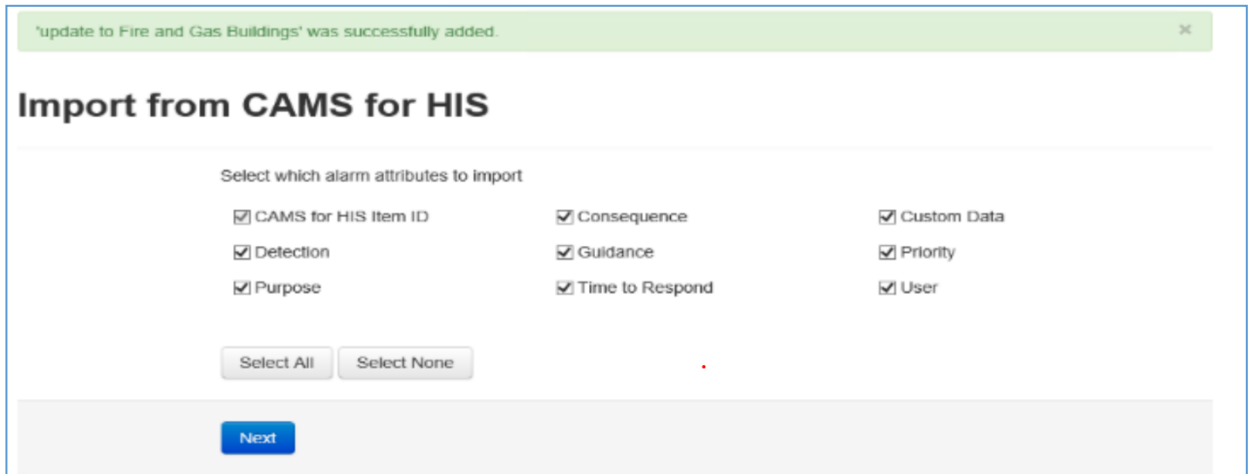 'update to Fire and Gas Buildings' was successfully added. ×
Import from CAMS for HIS
Select which alarm attributes to import
CAMS for HIS Item ID Consequence Custom Data
Detection Guidance Priority
Purpose Time to Respond User
Select All Select None
Next